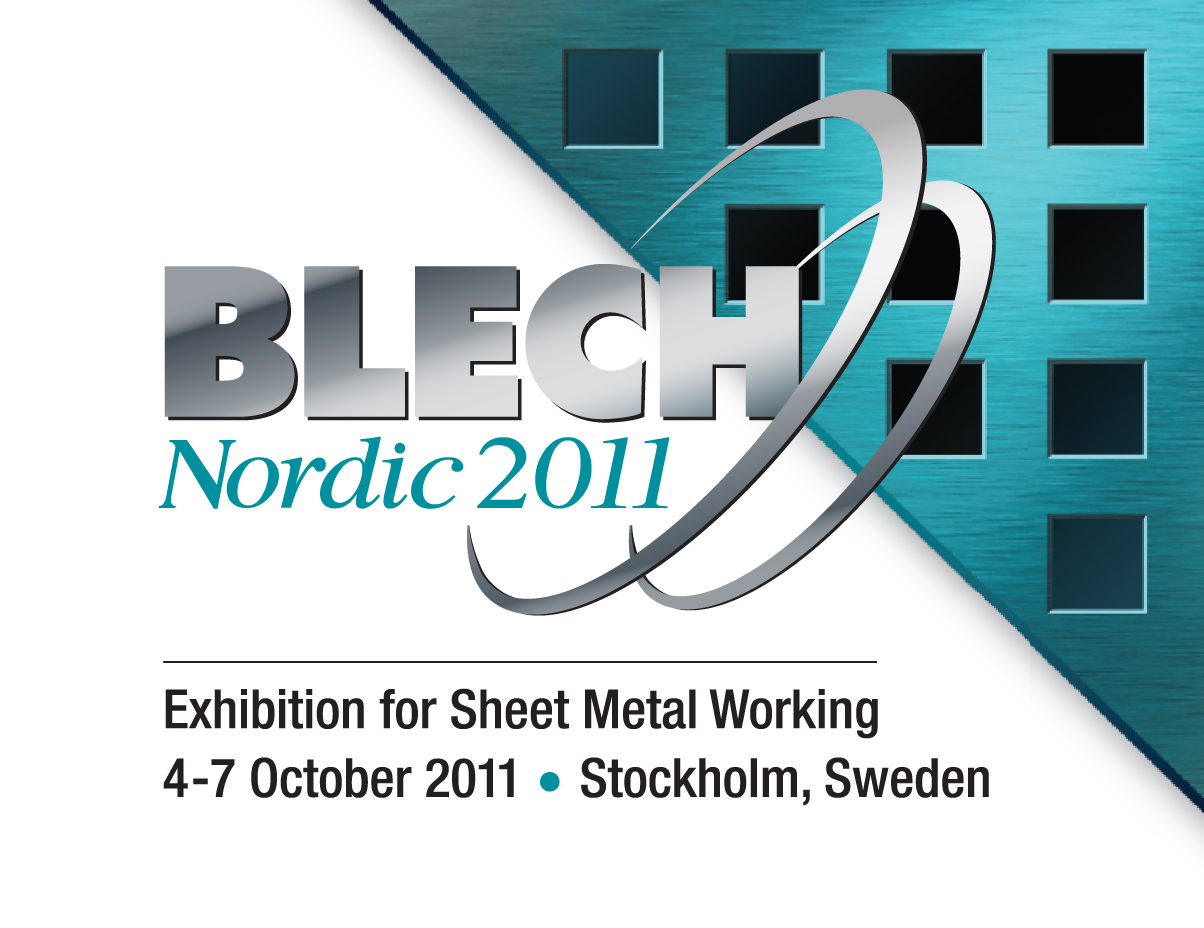 BLECH
Nordic 2011
Exhibition for Sheet Metal Working
4-7 October 2011 • Stockholm, Sweden